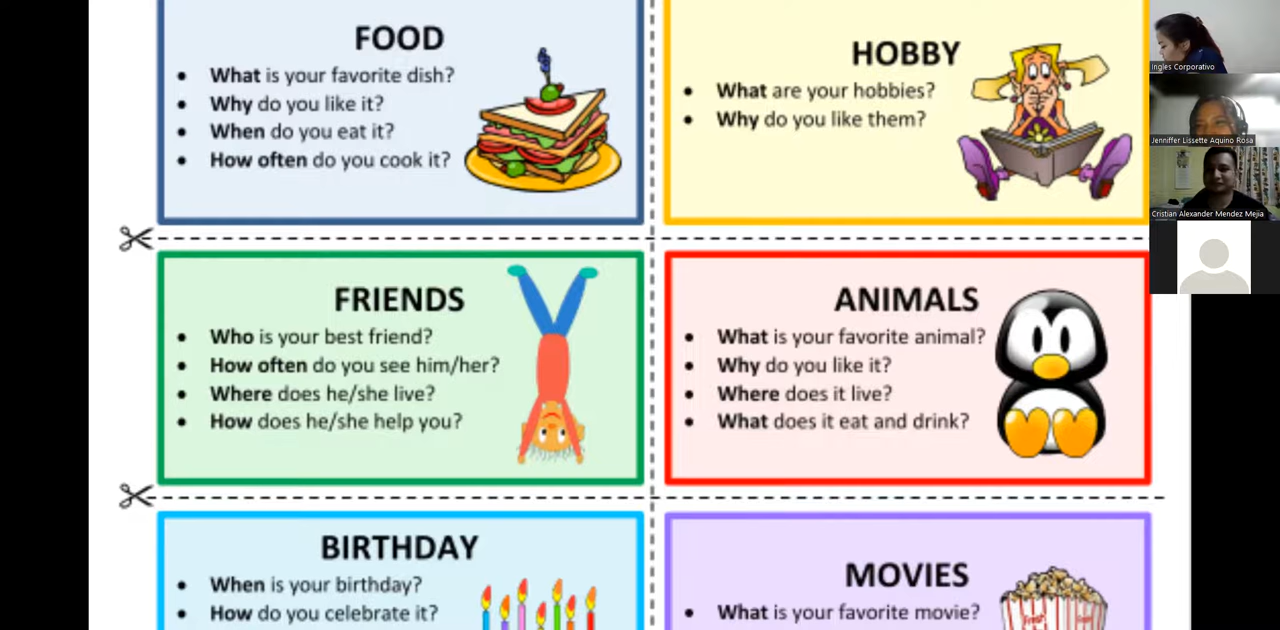 FOOD
What is your favorite dish?
Why do you like it?
When do you eat it?
How often do you cook it?
HOBBY
What are your hobbies?
Why do you like them?
FRIENDS
Who is your best friend?
How often do you see him/her?
Where does he/she live?
How does he/she help you?
ANIMALS
What is your favorite animal?
Why do you like it?
Where does it live?
What does it eat and drink?
BIRTHDAY
When is your birthday?
How do you celebrate it?
MOVIES
What is your favorite movie?
Fresh
Ingles Corporativo
Jenniffer Lissette Aquino Rosa
Cristian Alexander Mendez Mejia